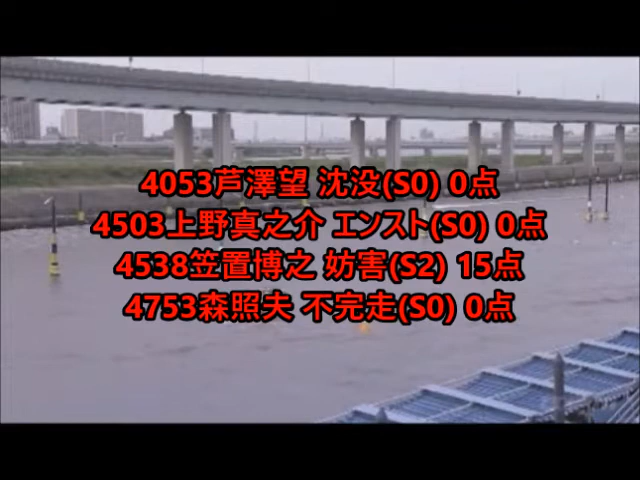 4053芦澤望 沈没(S0) 0点
4503上野真之介 エンスト(S0) 0点
4538笠置博之 妨害(S2) 15点
4753森照夫 不完走(S0) 0点